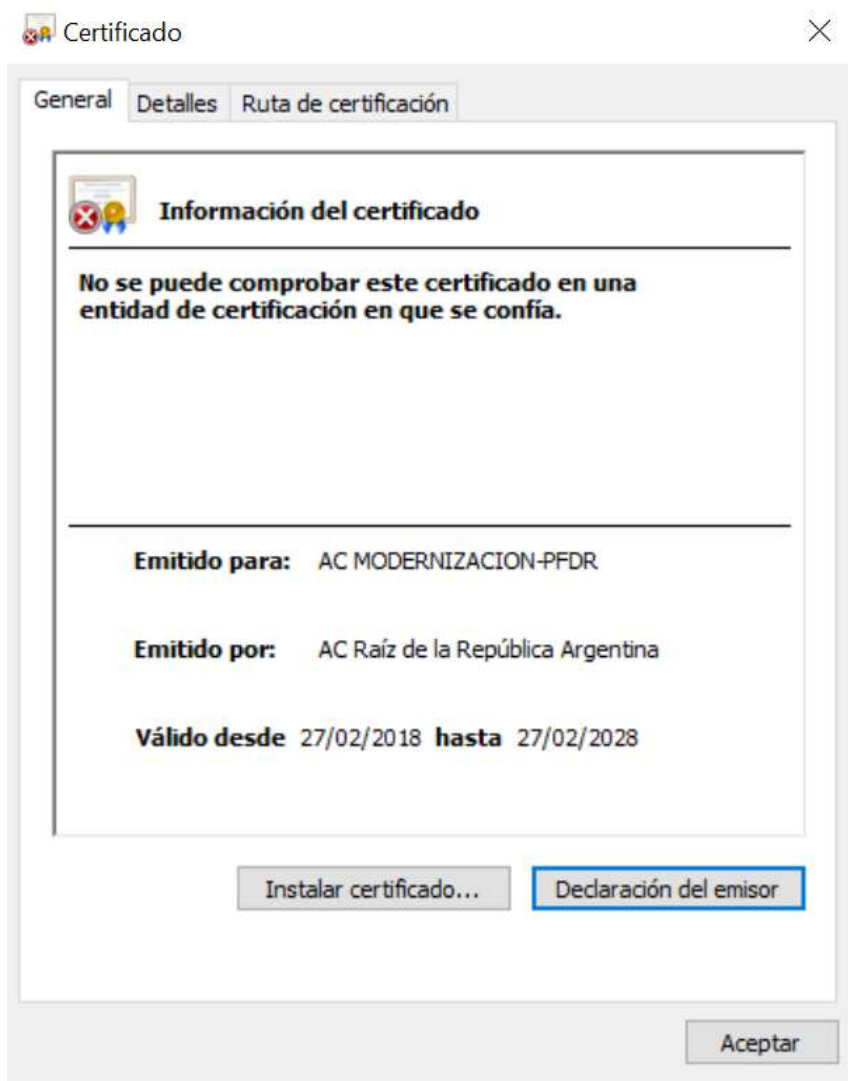 Certificado
General Detalles Ruta de certificación
Información del certificado
No se puede comprobar este certificado en una
entidad de certificación en que se confía.
Emitido para: AC MODERNIZACION-PFDR
Emitido por: AC Raíz de la República Argentina
Válido desde 27/02/2018 hasta 27/02/2028
Instalar certificado... Declaración del emisor
Aceptar